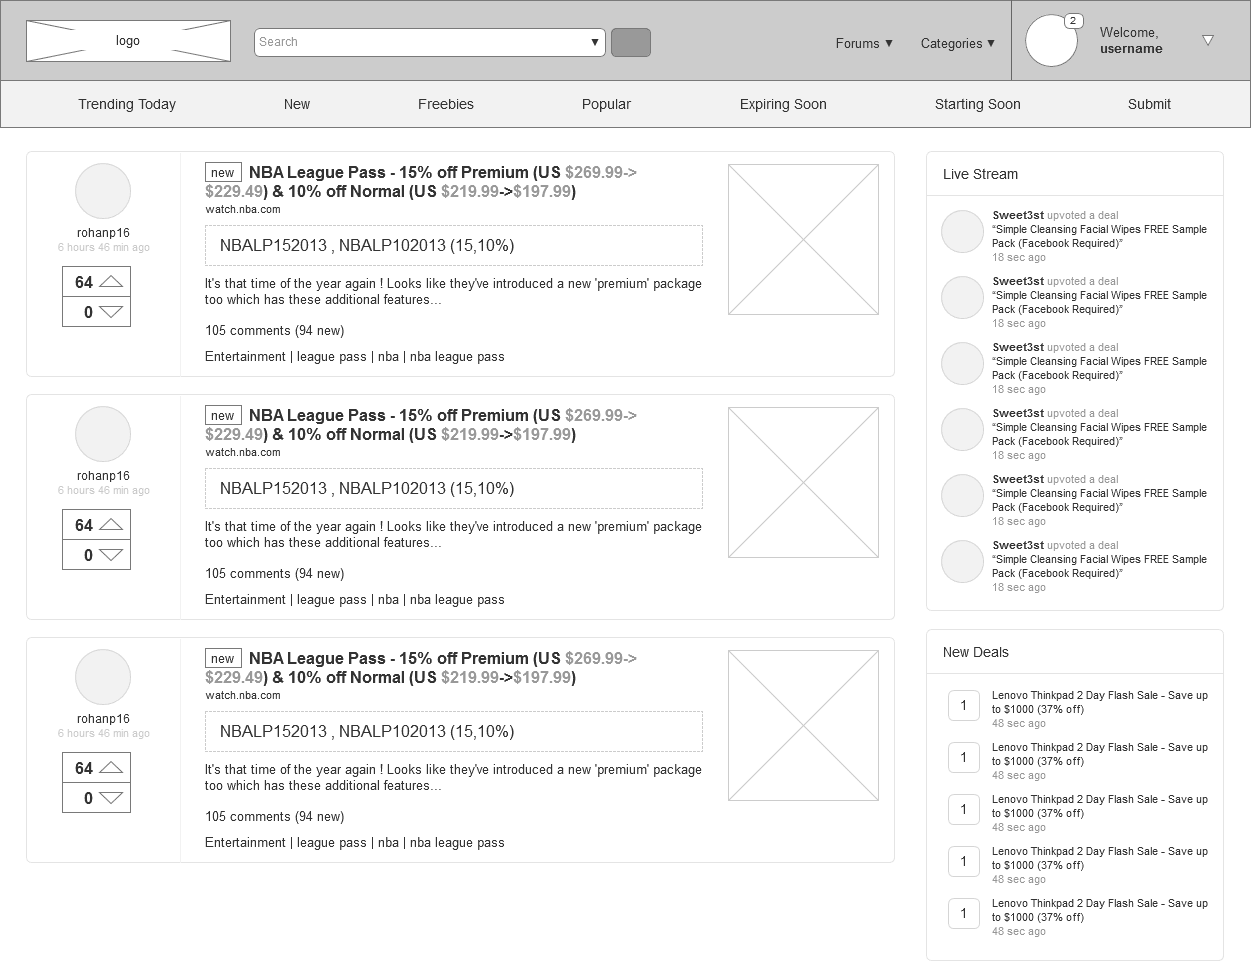 logo
Search
Forums ▼
Categories ▼
2
Welcome,
username
Trending Today
New
Freebies
Popular
Expiring Soon
Starting Soon
Submit
rohanp16
6 hours 46 min ago
64
0
new NBA League Pass - 15% off Premium (US $269.99->
$229.49) & 10% off Normal (US $219.99->$197.99)
watch.nba.com
NBALP152013 , NBALP102013 (15,10%)
It's that time of the year again ! Looks like they've introduced a new 'premium' package
too which has these additional features...
105 comments (94 new)
Entertainment | league pass | nba | nba league pass
rohanp16
6 hours 46 min ago
64
0
new NBA League Pass - 15% off Premium (US $269.99->
$229.49) & 10% off Normal (US $219.99->$197.99)
watch.nba.com
NBALP152013 , NBALP102013 (15,10%)
It's that time of the year again ! Looks like they've introduced a new 'premium' package
too which has these additional features...
105 comments (94 new)
Entertainment | league pass | nba | nba league pass
rohanp16
6 hours 46 min ago
64
0
new NBA League Pass - 15% off Premium (US $269.99->
$229.49) & 10% off Normal (US $219.99->$197.99)
watch.nba.com
NBALP152013 , NBALP102013 (15,10%)
It's that time of the year again ! Looks like they've introduced a new 'premium' package
too which has these additional features...
105 comments (94 new)
Entertainment | league pass | nba | nba league pass
Live Stream
Sweet3st upvoted a deal
“Simple Cleansing Facial Wipes FREE Sample
Pack (Facebook Required)”
18 sec ago
Sweet3st upvoted a deal
“Simple Cleansing Facial Wipes FREE Sample
Pack (Facebook Required)”
18 sec ago
Sweet3st upvoted a deal
“Simple Cleansing Facial Wipes FREE Sample
Pack (Facebook Required)”
18 sec ago
Sweet3st upvoted a deal
“Simple Cleansing Facial Wipes FREE Sample
Pack (Facebook Required)”
18 sec ago
Sweet3st upvoted a deal
“Simple Cleansing Facial Wipes FREE Sample
Pack (Facebook Required)”
18 sec ago
Sweet3st upvoted a deal
“Simple Cleansing Facial Wipes FREE Sample
Pack (Facebook Required)”
18 sec ago
New Deals
1
Lenovo Thinkpad 2 Day Flash Sale - Save up
to $1000 (37% off)
48 sec ago
1
Lenovo Thinkpad 2 Day Flash Sale - Save up
to $1000 (37% off)
48 sec ago
1
Lenovo Thinkpad 2 Day Flash Sale - Save up
to $1000 (37% off)
48 sec ago
1
Lenovo Thinkpad 2 Day Flash Sale - Save up
to $1000 (37% off)
48 sec ago
1
Lenovo Thinkpad 2 Day Flash Sale - Save up
to $1000 (37% off)
48 sec ago